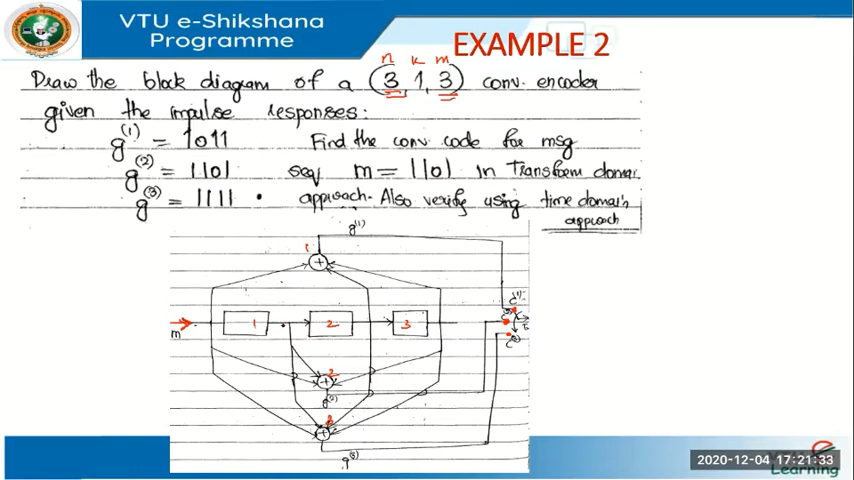 VTU e-Shikshana
Programme
EXAMPLE 2
n k m
Draw the block diagram of a (3,1,3) conv. encoder
given the impulse responses:
g(1) = 1011 Find the conv. code for msg
g(2) = 1101 seq m = 1101 in Transform domain
g(3) = 1111 . approach. Also verify using time domain
approach
g(1)
1 +
m 1 2 3
2 +
g(2)
3 +
g(3)
2020-12-04 17:21:33
Learning